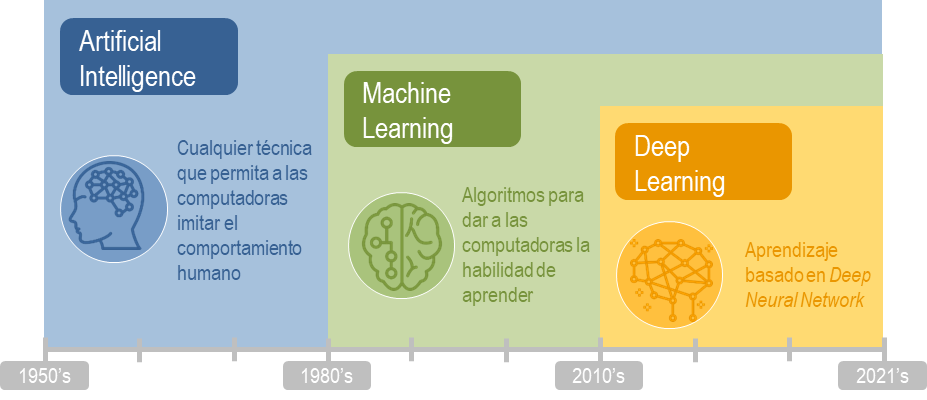 Artificial
Intelligence
Cualquier técnica
que permita a las
computadoras
imitar el
comportamiento
humano
Machine
Learning
Algoritmos para
dar a las
computadoras la
habilidad de
aprender
Deep
Learning
Aprendizaje
basado en Deep
Neural Network
1950's
1980's
2010's
2021's